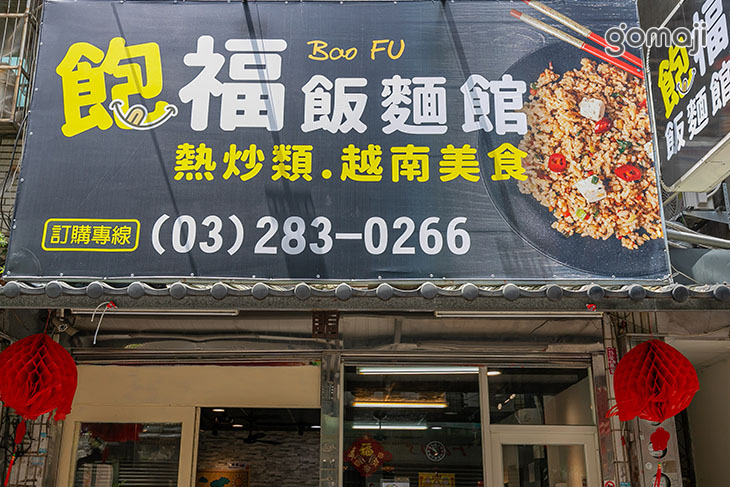 gomaji
飽福
Bao FU
飯麵館
熱炒類.越南美食
訂購專線 (03)283-0266
飽福
飯麵館
福